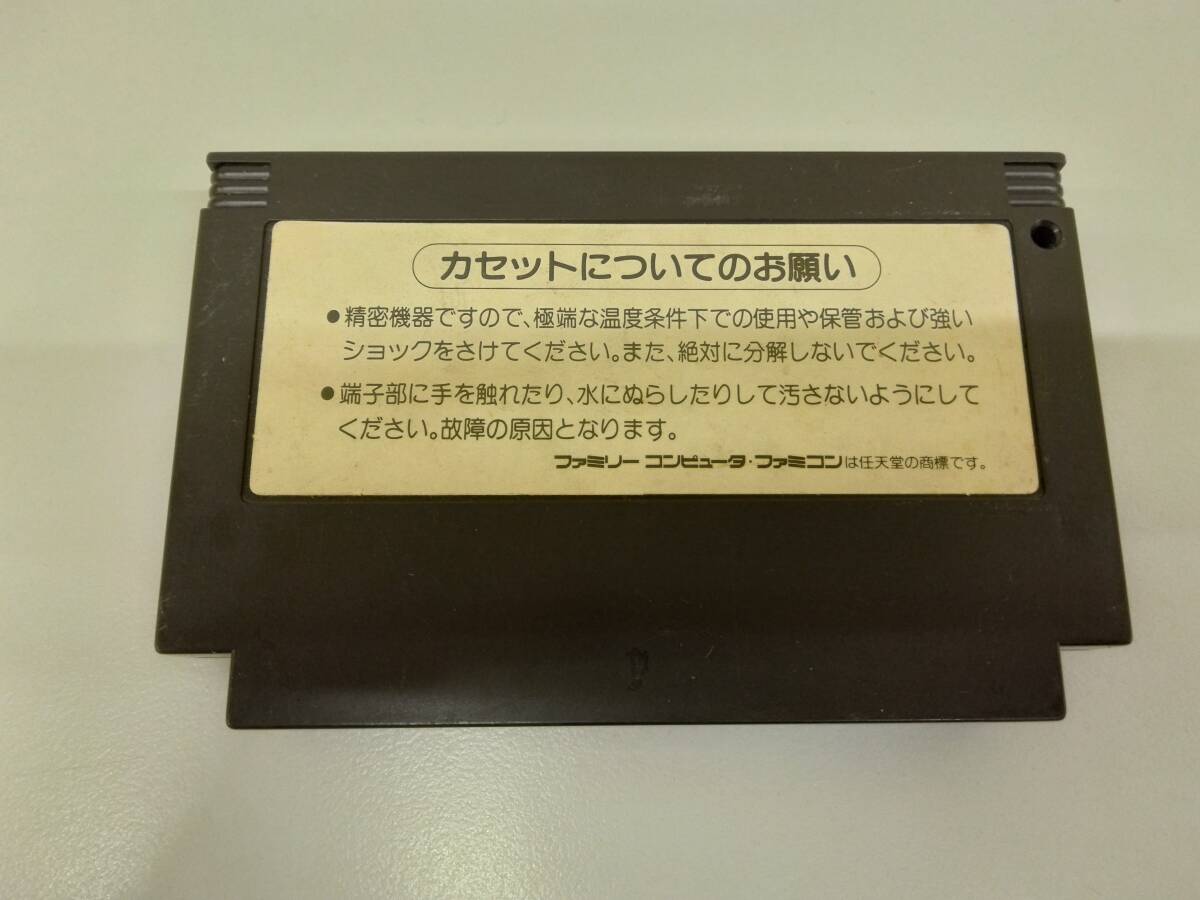 カセットについてのお願い
●精密機器ですので、極端な温度条件下での使用や保管および強い
ショックをさけてください。また、絶対に分解しないでください。
●端子部に手を触れたり、水にぬらしたりして汚さないようにして
ください。故障の原因となります。
ファミリー コンピュータ・ファミコンは任天堂の商標です。